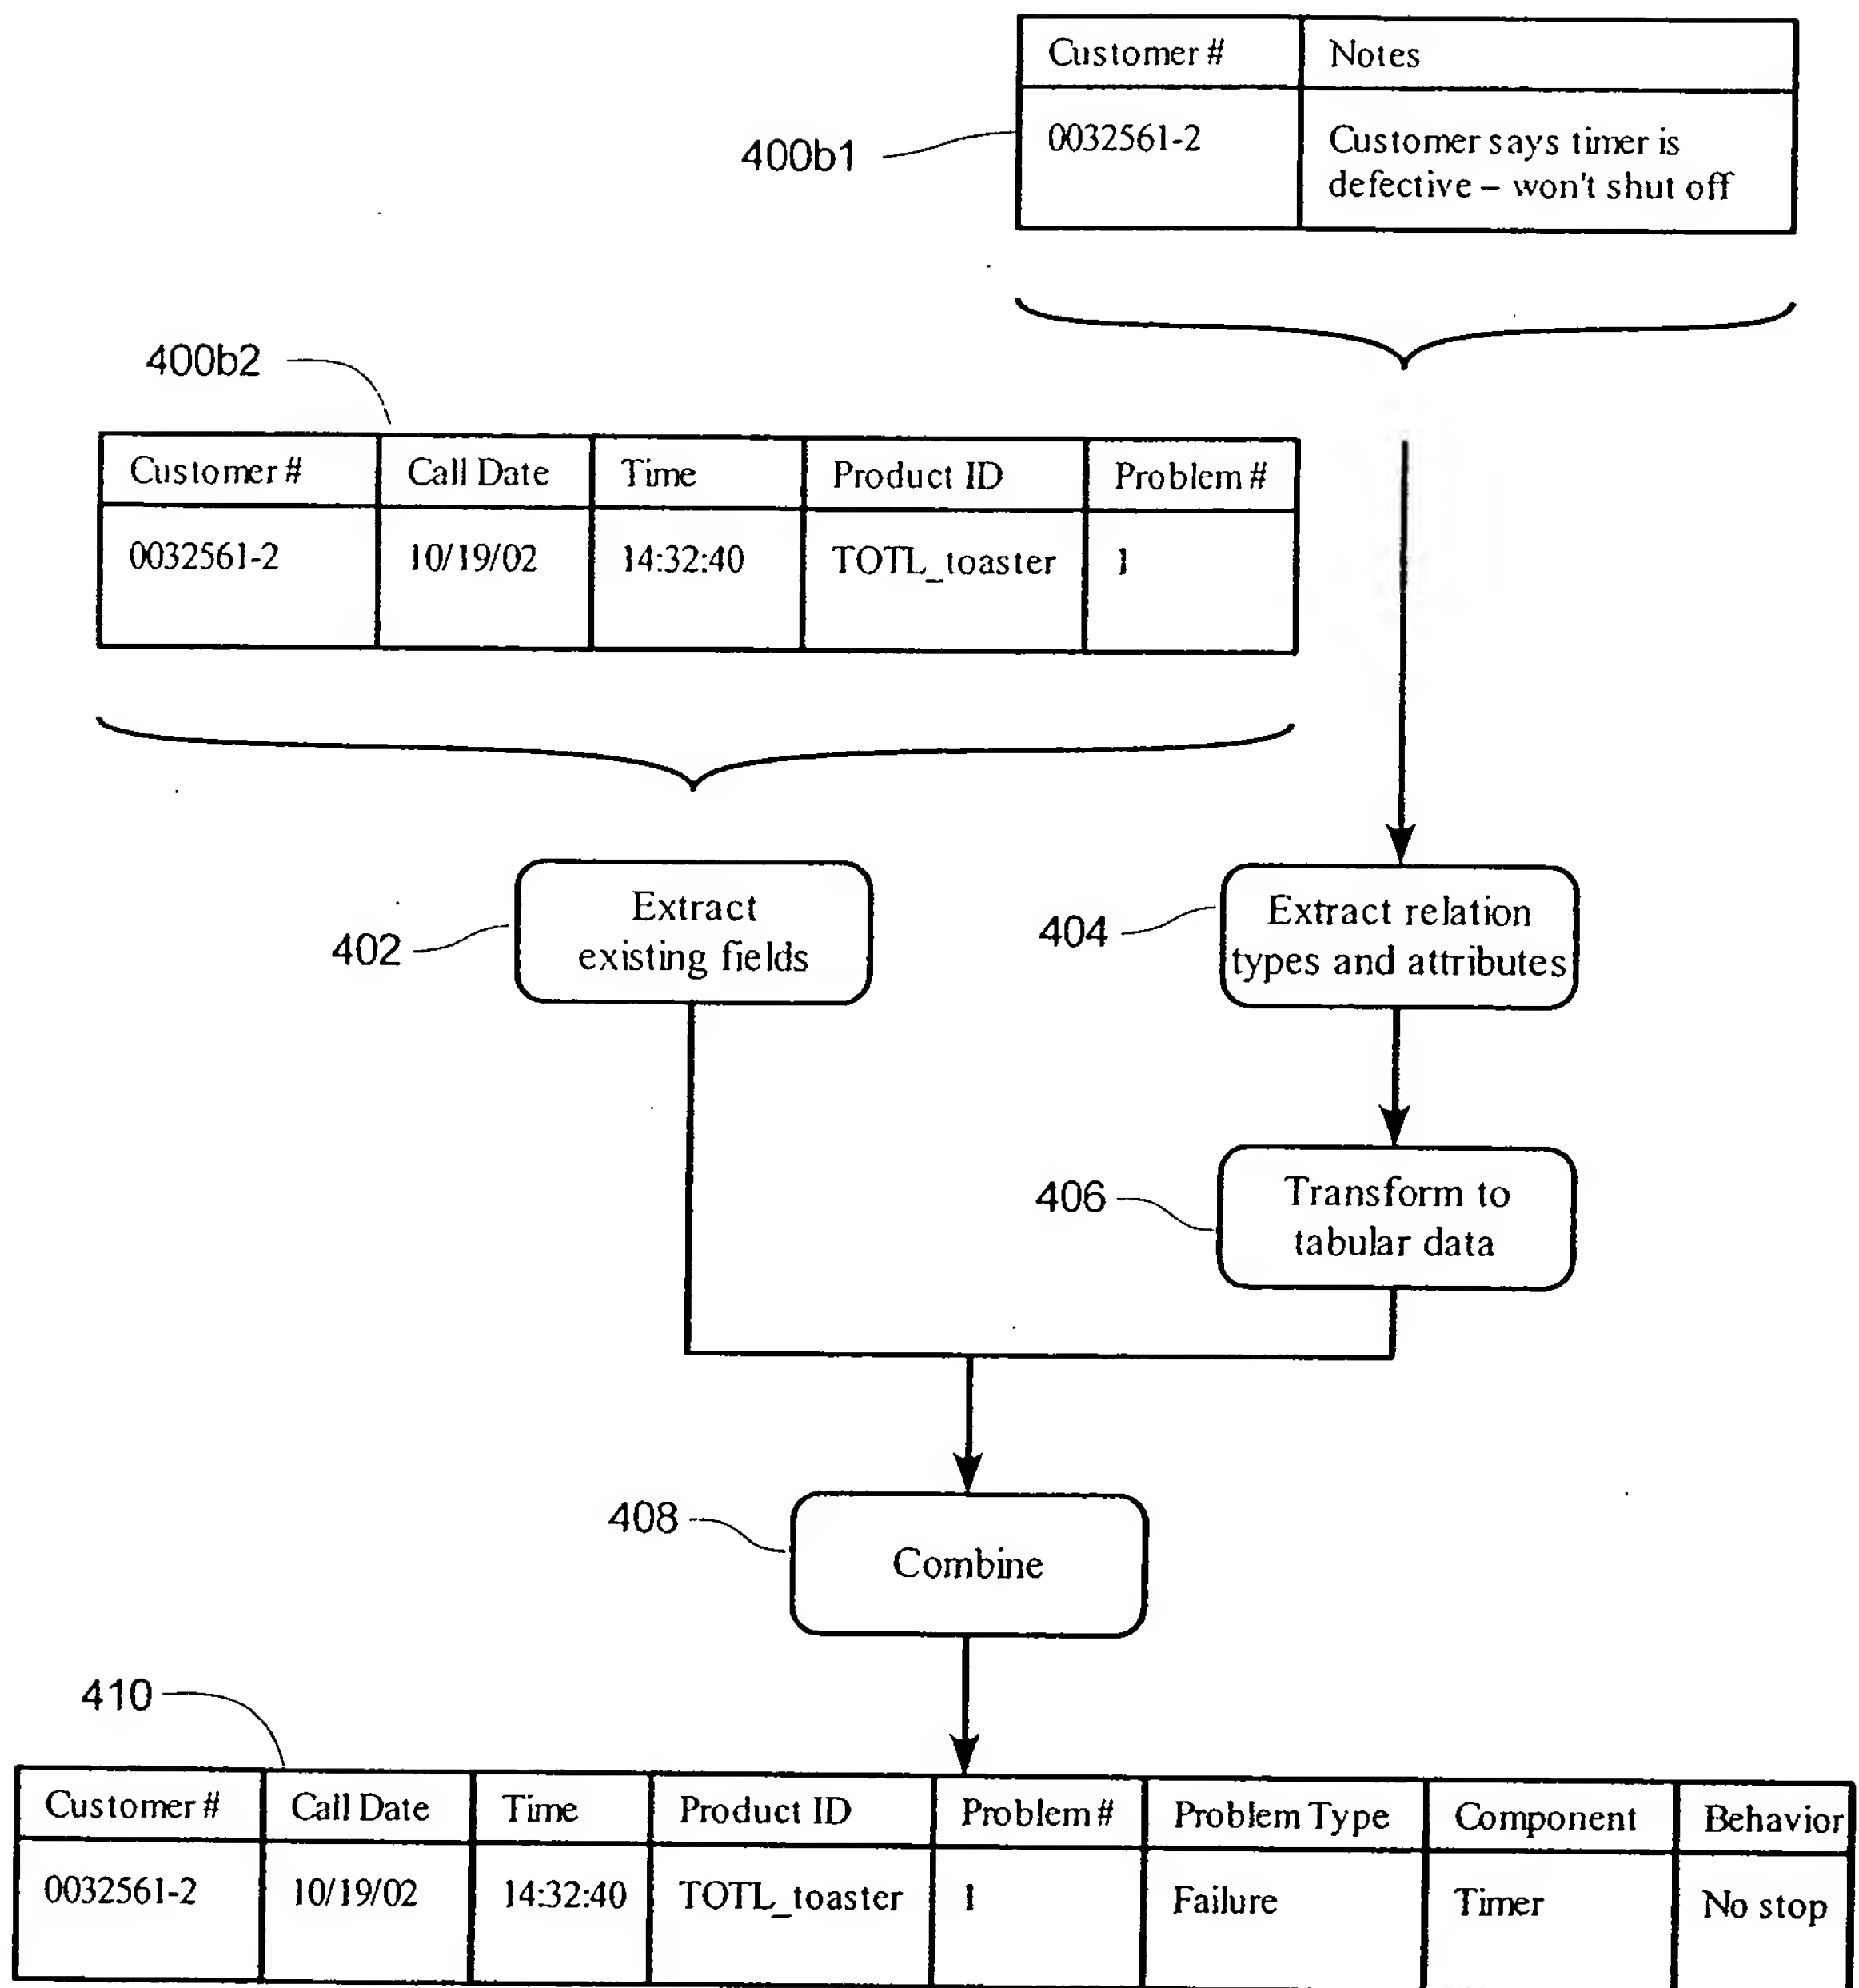 Customer # Notes
400b1
0032561-2 Customer says timer is
defective – won't shut off
400b2
Customer # Call Date Time Product ID Problem #
0032561-2 10/19/02 14:32:40 TOTL_toaster 1
402
Extract
existing fields
404
Extract relation
types and attributes
406
Transform to
tabular data
408
Combine
410
Customer # Call Date Time Product ID Problem # Problem Type Component Behavior
0032561-2 10/19/02 14:32:40 TOTL_toaster 1 Failure Timer No stop